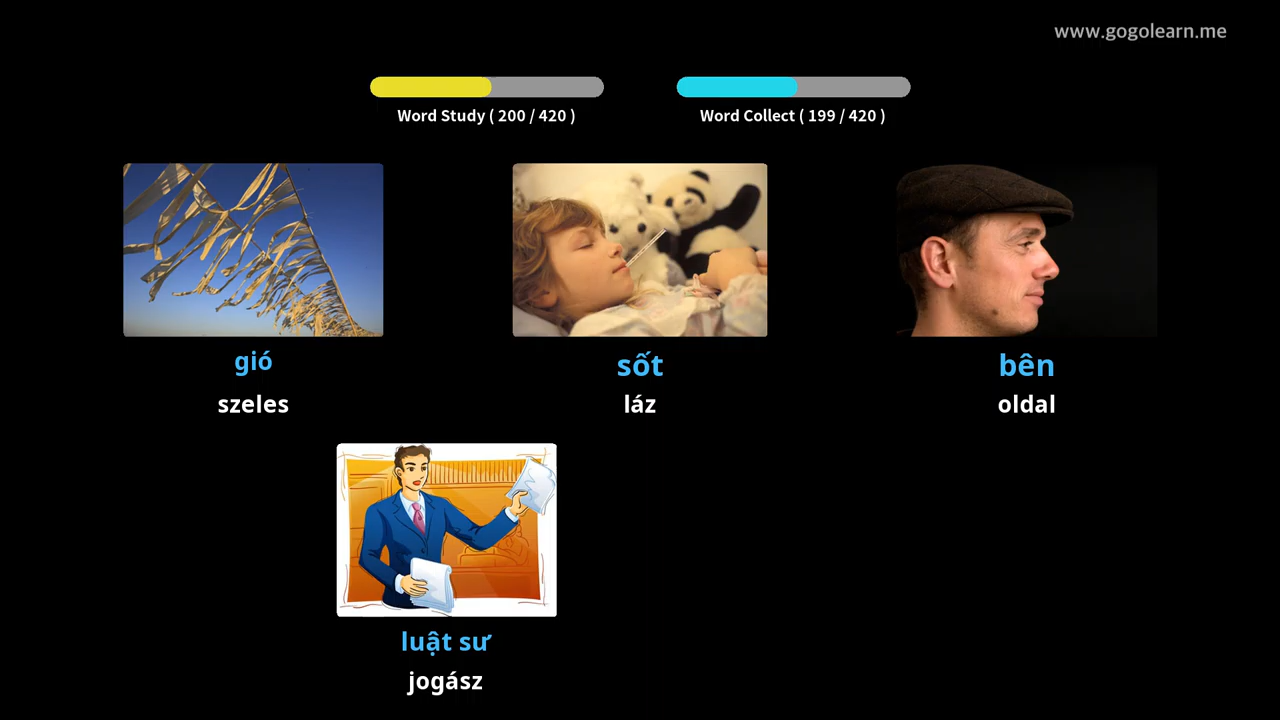 www.gogolearn.me
Word Study ( 200 / 420 )
Word Collect ( 199 / 420 )
gió
szeles
sốt
láz
bên
oldal
luật sư
jogász